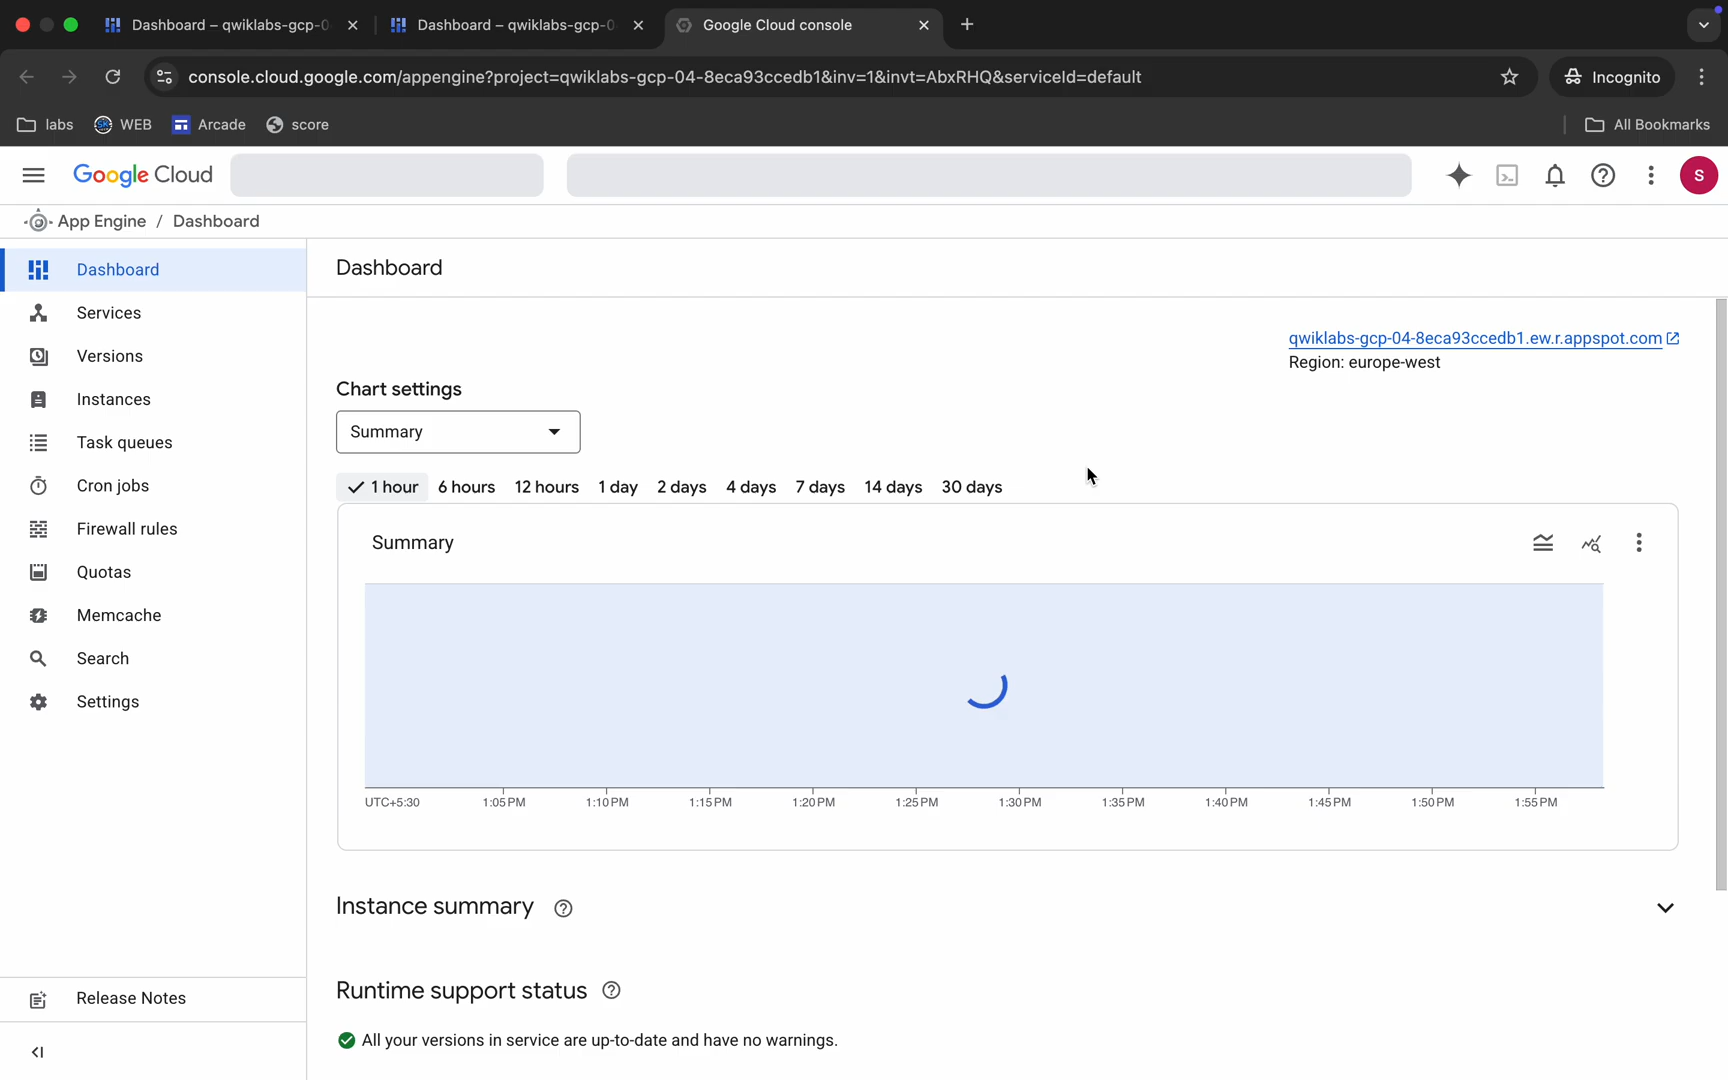 Dashboard – qwiklabs-gcp-0
Dashboard – qwiklabs-gcp-0
Google Cloud console
console.cloud.google.com/appengine?project=qwiklabs-gcp-04-8eca93ccedb1&inv=1&invt=AbxRHQ&serviceId=default
Incognito
labs
WEB
Arcade
score
All Bookmarks
Google Cloud
S
App Engine / Dashboard
Dashboard
Services
Versions
Instances
Task queues
Cron jobs
Firewall rules
Quotas
Memcache
Search
Settings
Release Notes
Dashboard
qwiklabs-gcp-04-8eca93ccedb1.ew.r.appspot.com
Region: europe-west
Chart settings
Summary
1 hour 6 hours 12 hours 1 day 2 days 4 days 7 days 14 days 30 days
Summary
UTC+5:30 1:05 PM 1:10 PM 1:15 PM 1:20 PM 1:25 PM 1:30 PM 1:35 PM 1:40 PM 1:45 PM 1:50 PM 1:55 PM
Instance summary
Runtime support status
All your versions in service are up-to-date and have no warnings.